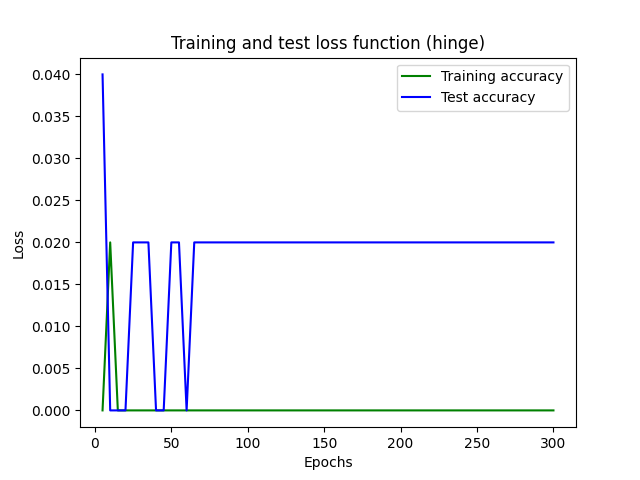 Training and test loss function (hinge)
Training accuracy
Test accuracy
0.040
0.035
0.030
0.025
0.020
0.015
0.010
0.005
0.000
Loss
0 50 100 150 200 250 300
Epochs